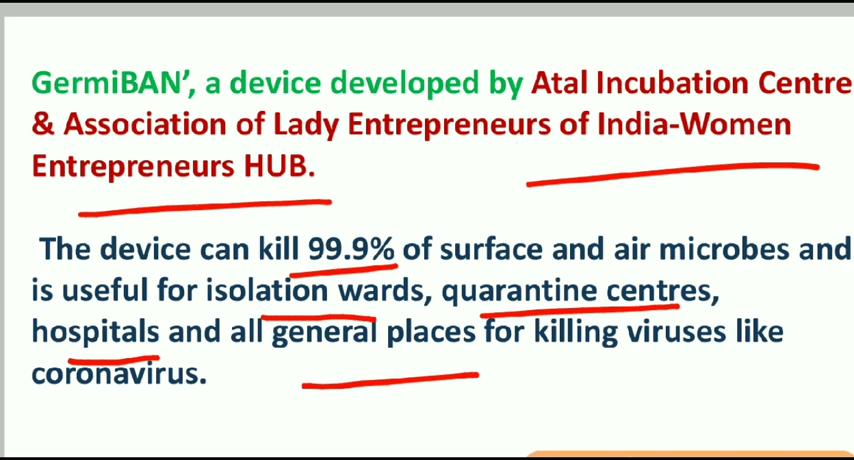 GermiBAN’, a device developed by Atal Incubation Centre
& Association of Lady Entrepreneurs of India-Women
Entrepreneurs HUB.
The device can kill 99.9% of surface and air microbes and
is useful for isolation wards, quarantine centres,
hospitals and all general places for killing viruses like
coronavirus.